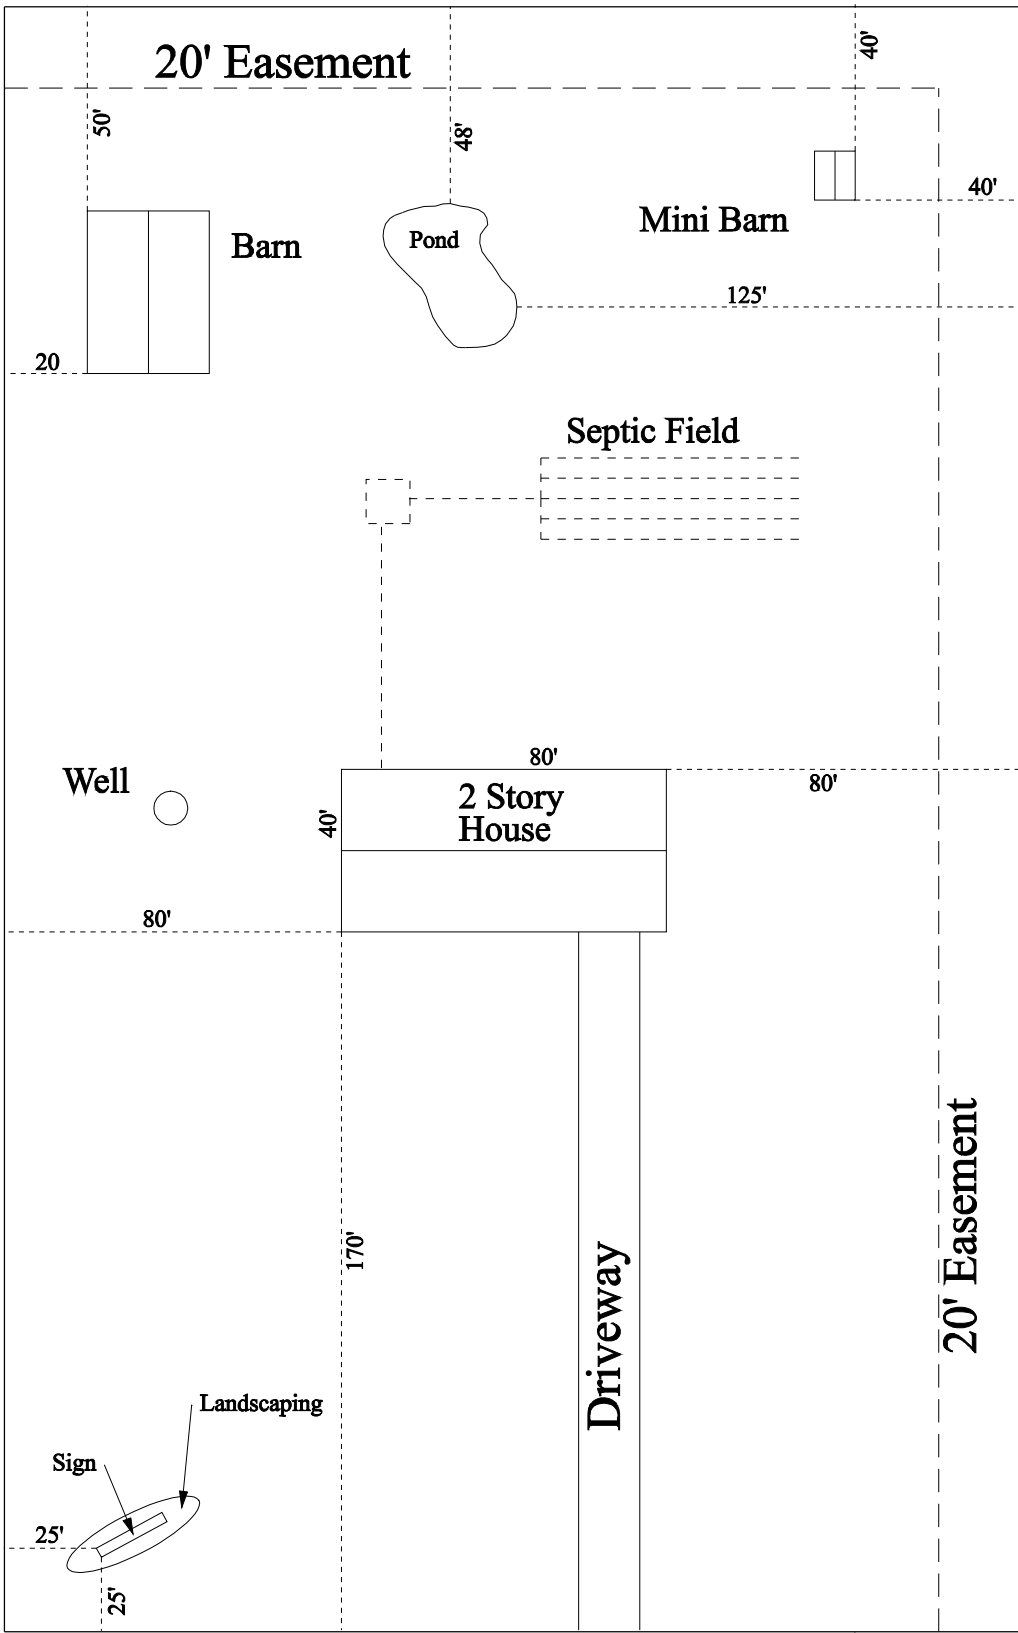 40'
20' Easement
50'
48'
40'
Mini Barn
Pond
Barn
125'
20
Septic Field
80'
80'
Well
2 Story
House
40'
80'
170'
20' Easement
Driveway
Landscaping
Sign
25'
25'